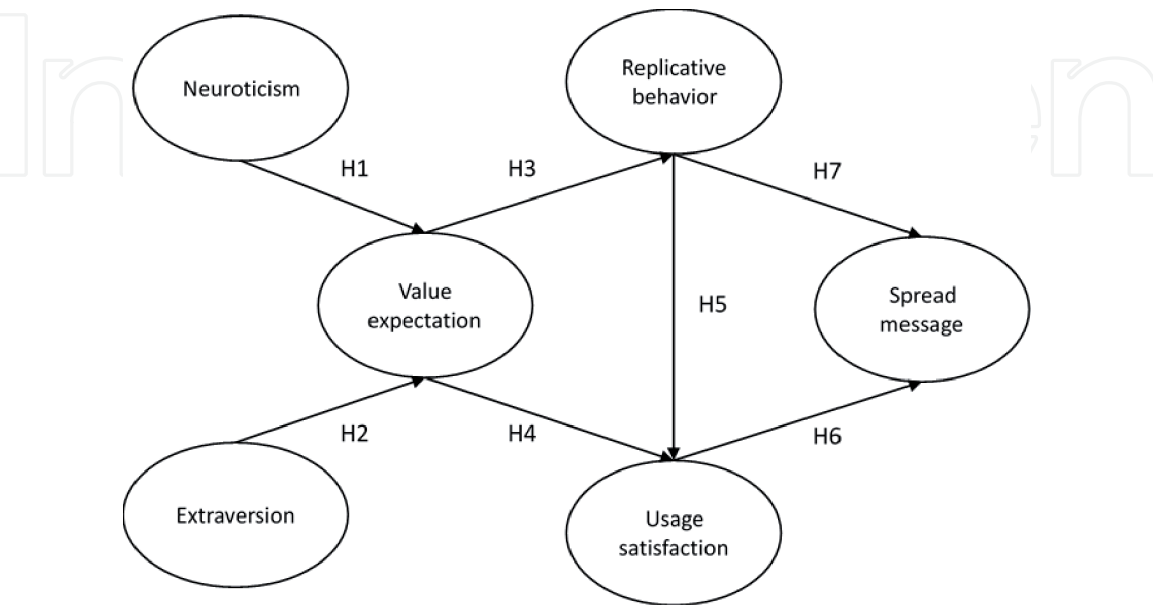 Neuroticism
Replicative
behavior
H1
H3
H7
Value
expectation
H5
Spread
message
H2
H4
H6
Extraversion
Usage
satisfaction